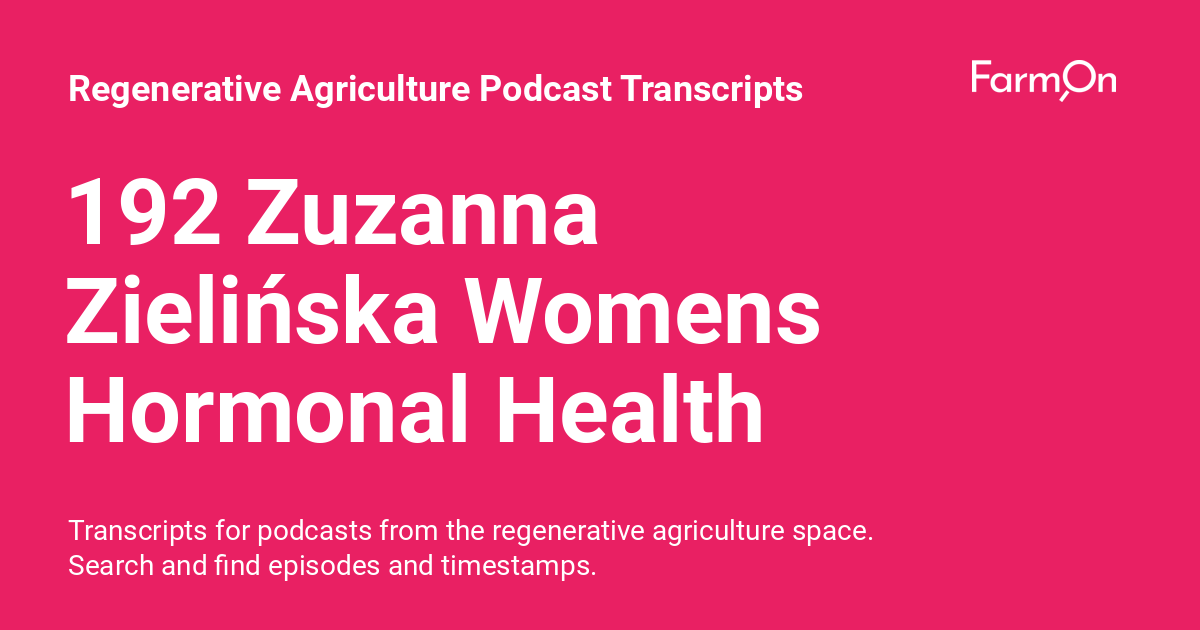 Regenerative Agriculture Podcast Transcripts
FarmOn
192 Zuzanna
Zielińska Womens
Hormonal Health
Transcripts for podcasts from the regenerative agriculture space.
Search and find episodes and timestamps.